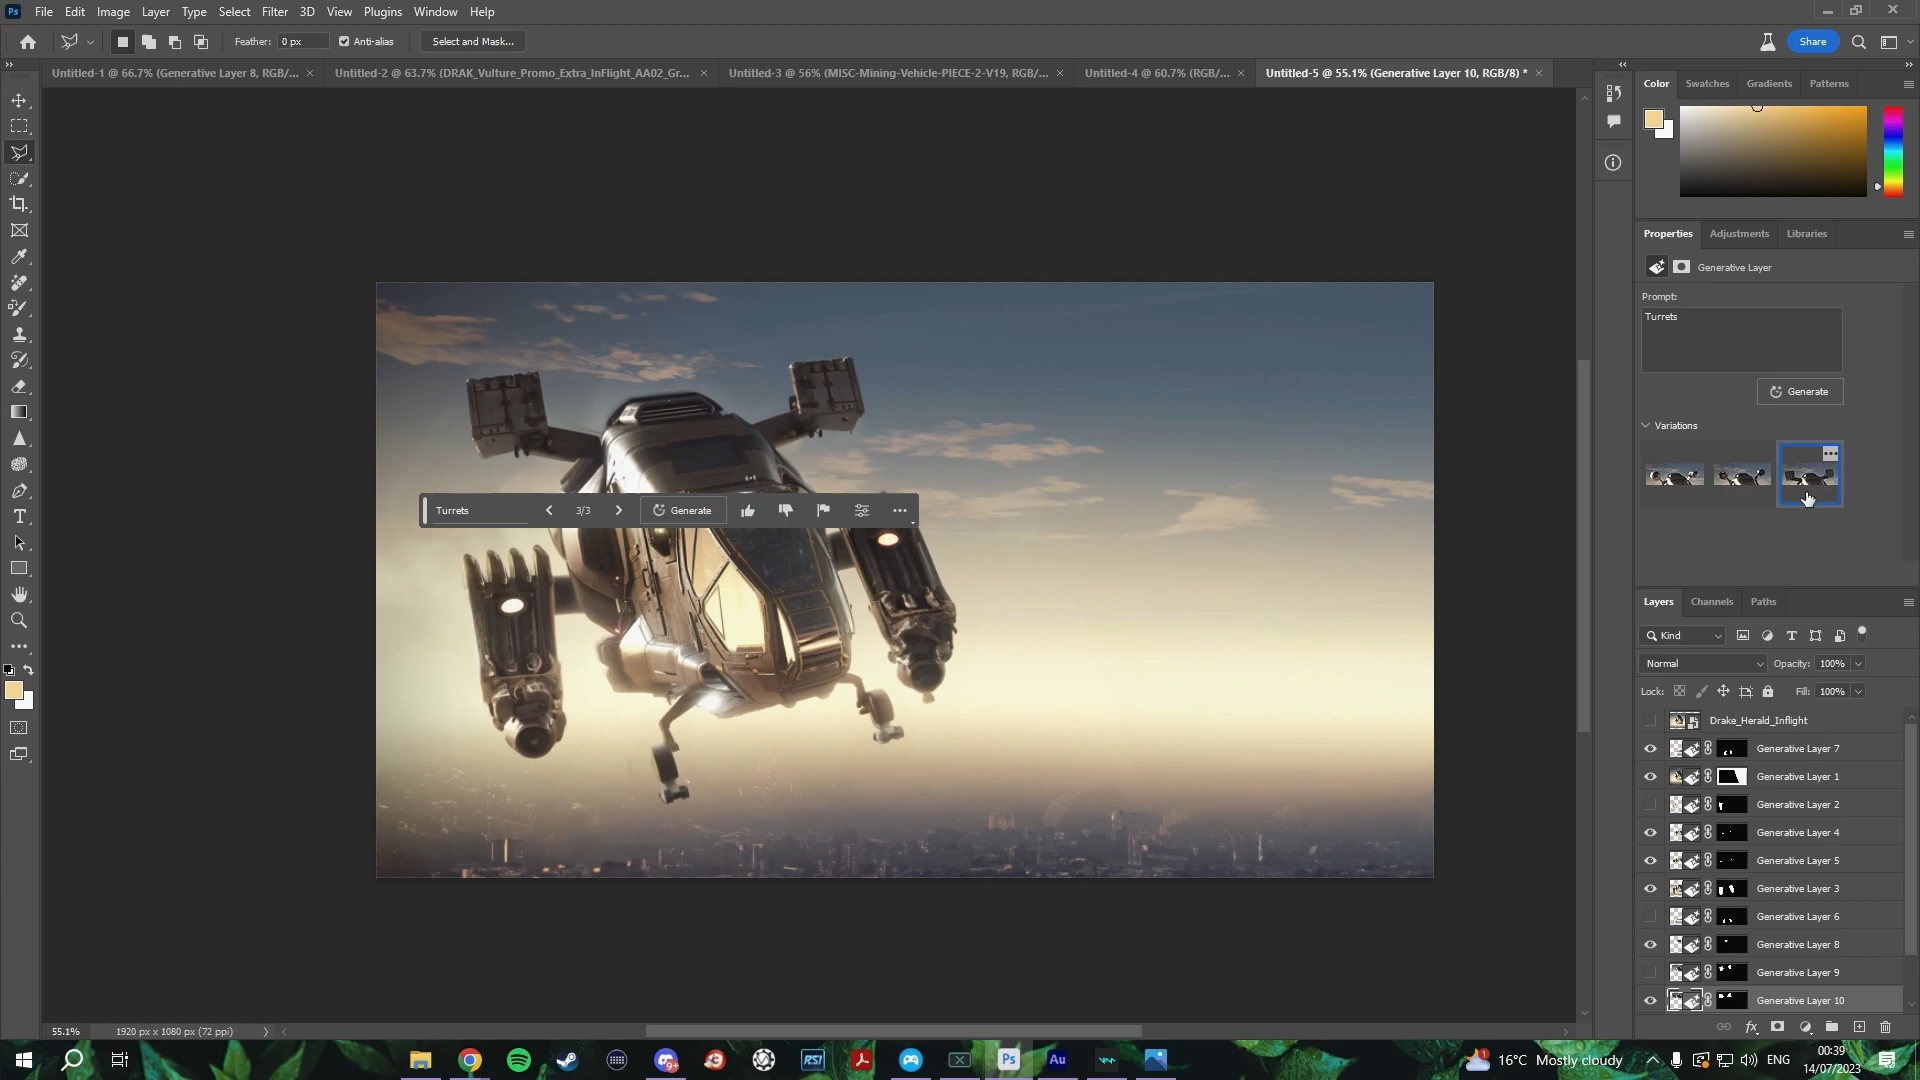 Ps File Edit Image Layer Type Select Filter 3D View Plugins Window Help
Feather: 0 px Anti-alias Select and Mask... Share
Untitled-1 @ 66.7% (Generative Layer 8, RGB/... × Untitled-2 @ 63.7% (DRAK_Vulture_Promo_Extra_InFlight_AA02_Gr... × Untitled-3 @ 56% (MISC-Mining-Vehicle-PIECE-2-V19, RGB/... × Untitled-4 @ 60.7% (RGB/... × Untitled-5 @ 55.1% (Generative Layer 10, RGB/8) * ×
Color Swatches Gradients Patterns
Properties Adjustments Libraries
Generative Layer
Prompt:
Turrets
Generate
Variations
Turrets 3/3 Generate
Layers Channels Paths
Kind
Normal Opacity: 100%
Lock: Fill: 100%
Drake_Herald_Inflight
Generative Layer 7
Generative Layer 1
Generative Layer 2
Generative Layer 4
Generative Layer 5
Generative Layer 3
Generative Layer 6
Generative Layer 8
Generative Layer 9
Generative Layer 10
fx
55.1% 1920 px x 1080 px (72 ppi)
9+ RSI Ps Au 1 16°C Mostly cloudy ENG 00:39
14/07/2023